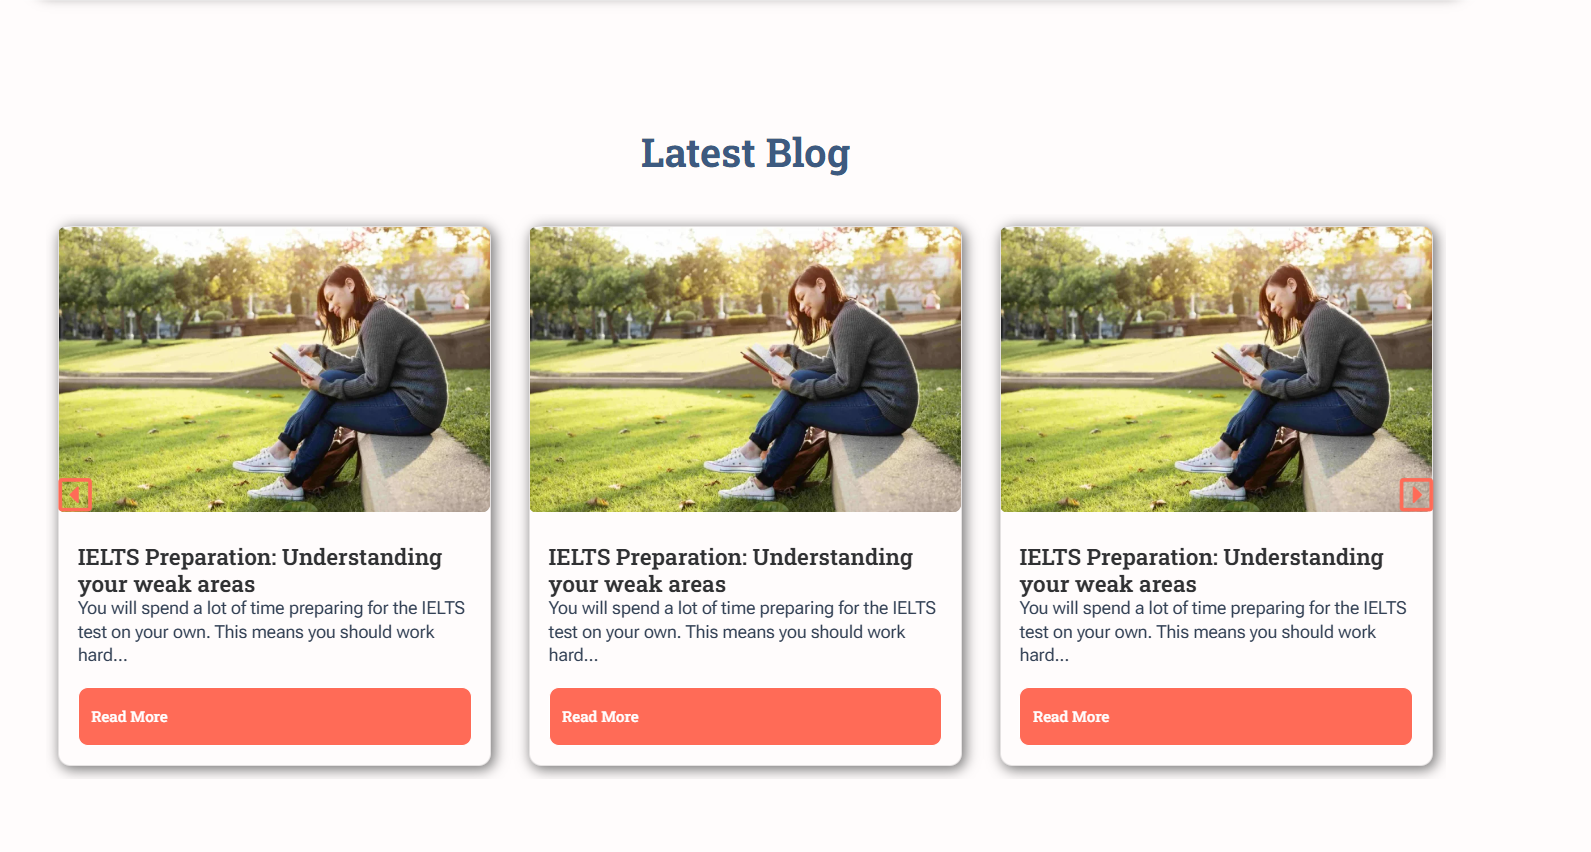 Latest Blog
IELTS Preparation: Understanding
your weak areas
You will spend a lot of time preparing for the IELTS
test on your own. This means you should work
hard...
Read More
IELTS Preparation: Understanding
your weak areas
You will spend a lot of time preparing for the IELTS
test on your own. This means you should work
hard...
Read More
IELTS Preparation: Understanding
your weak areas
You will spend a lot of time preparing for the IELTS
test on your own. This means you should work
hard...
Read More